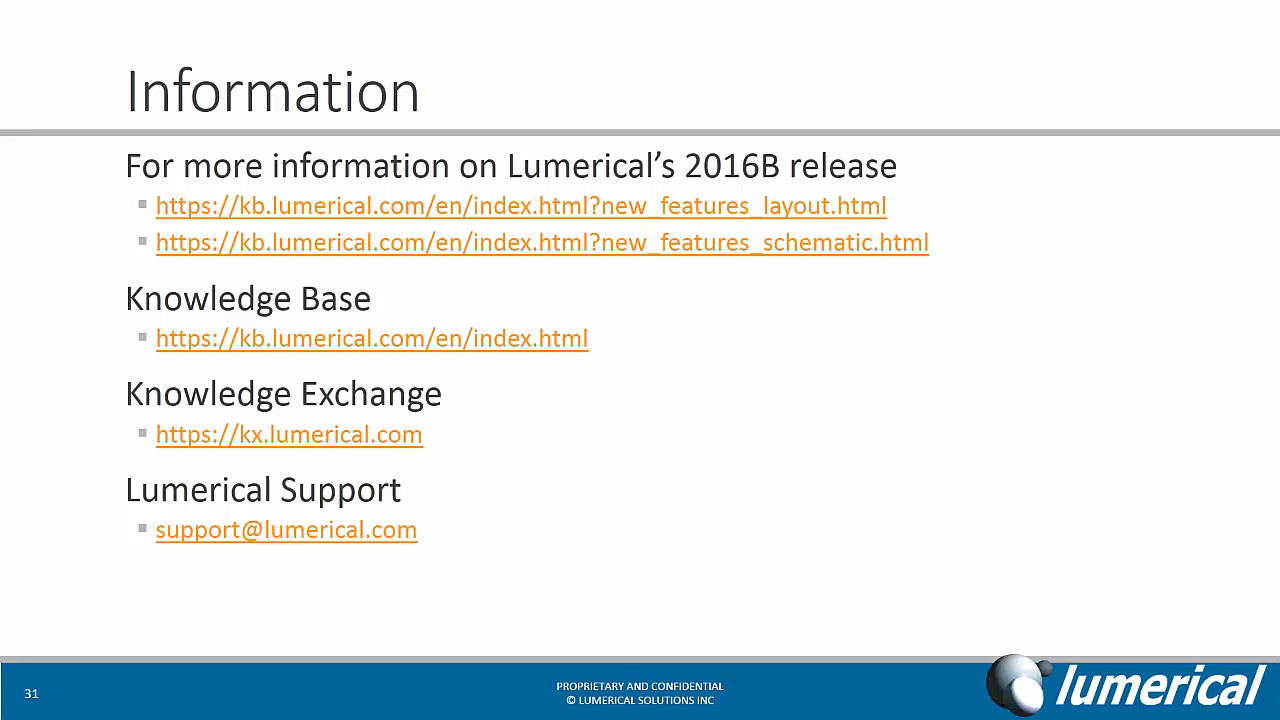 Information
For more information on Lumerical’s 2016B release
https://kb.lumerical.com/en/index.html?new_features_layout.html
https://kb.lumerical.com/en/index.html?new_features_schematic.html
Knowledge Base
https://kb.lumerical.com/en/index.html
Knowledge Exchange
https://kx.lumerical.com
Lumerical Support
support@lumerical.com
31
PROPRIETARY AND CONFIDENTIAL
© LUMERICAL SOLUTIONS INC
lumerical